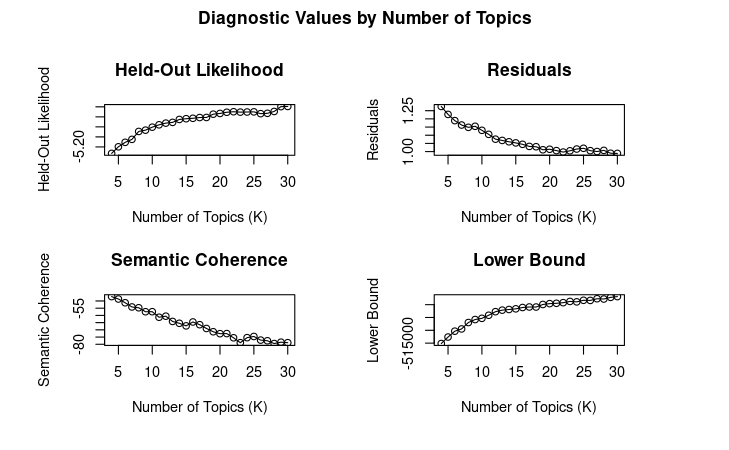 Diagnostic Values by Number of Topics
Held-Out Likelihood
Held-Out Likelihood
-5.20
5 10 15 20 25 30
Number of Topics (K)
Residuals
Residuals
1.00 1.25
5 10 15 20 25 30
Number of Topics (K)
Semantic Coherence
Semantic Coherence
-80 -55
5 10 15 20 25 30
Number of Topics (K)
Lower Bound
Lower Bound
-515000
5 10 15 20 25 30
Number of Topics (K)